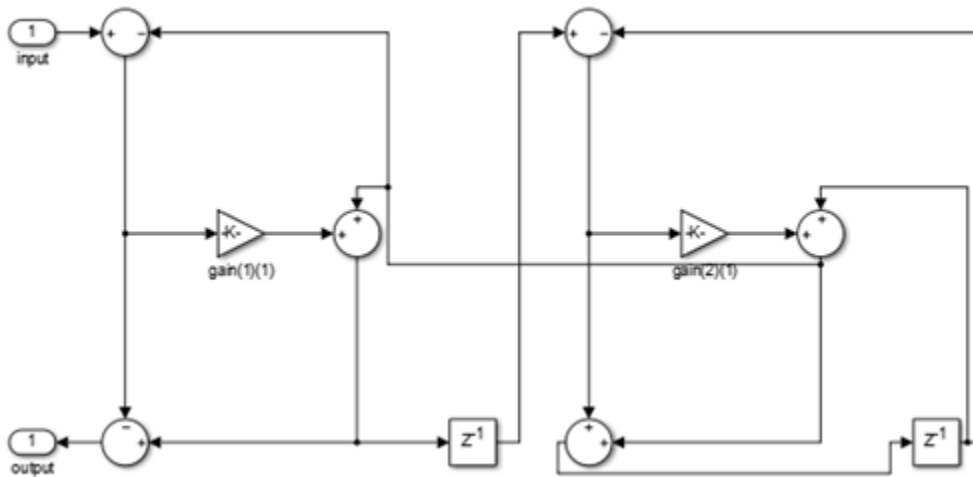 1
input
+
−
+
−
-K-
gain(1)(1)
+
+
-K-
gain(2)(1)
+
+
1
output
−
+
Z-1
+
+
Z-1